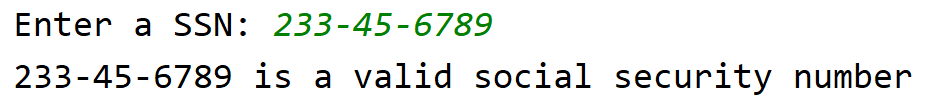 Enter a SSN: 233-45-6789
233-45-6789 is a valid social security number